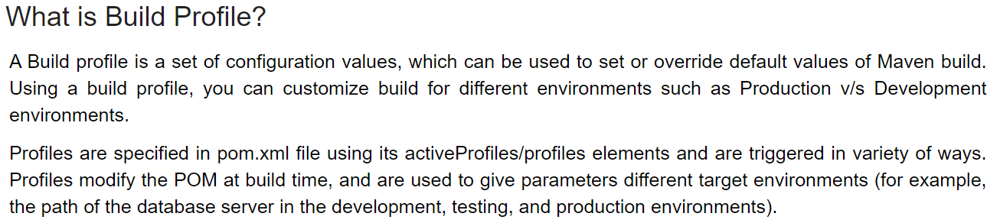 What is Build Profile?
A Build profile is a set of configuration values, which can be used to set or override default values of Maven build.
Using a build profile, you can customize build for different environments such as Production v/s Development
environments.
Profiles are specified in pom.xml file using its activeProfiles/profiles elements and are triggered in variety of ways.
Profiles modify the POM at build time, and are used to give parameters different target environments (for example,
the path of the database server in the development, testing, and production environments).